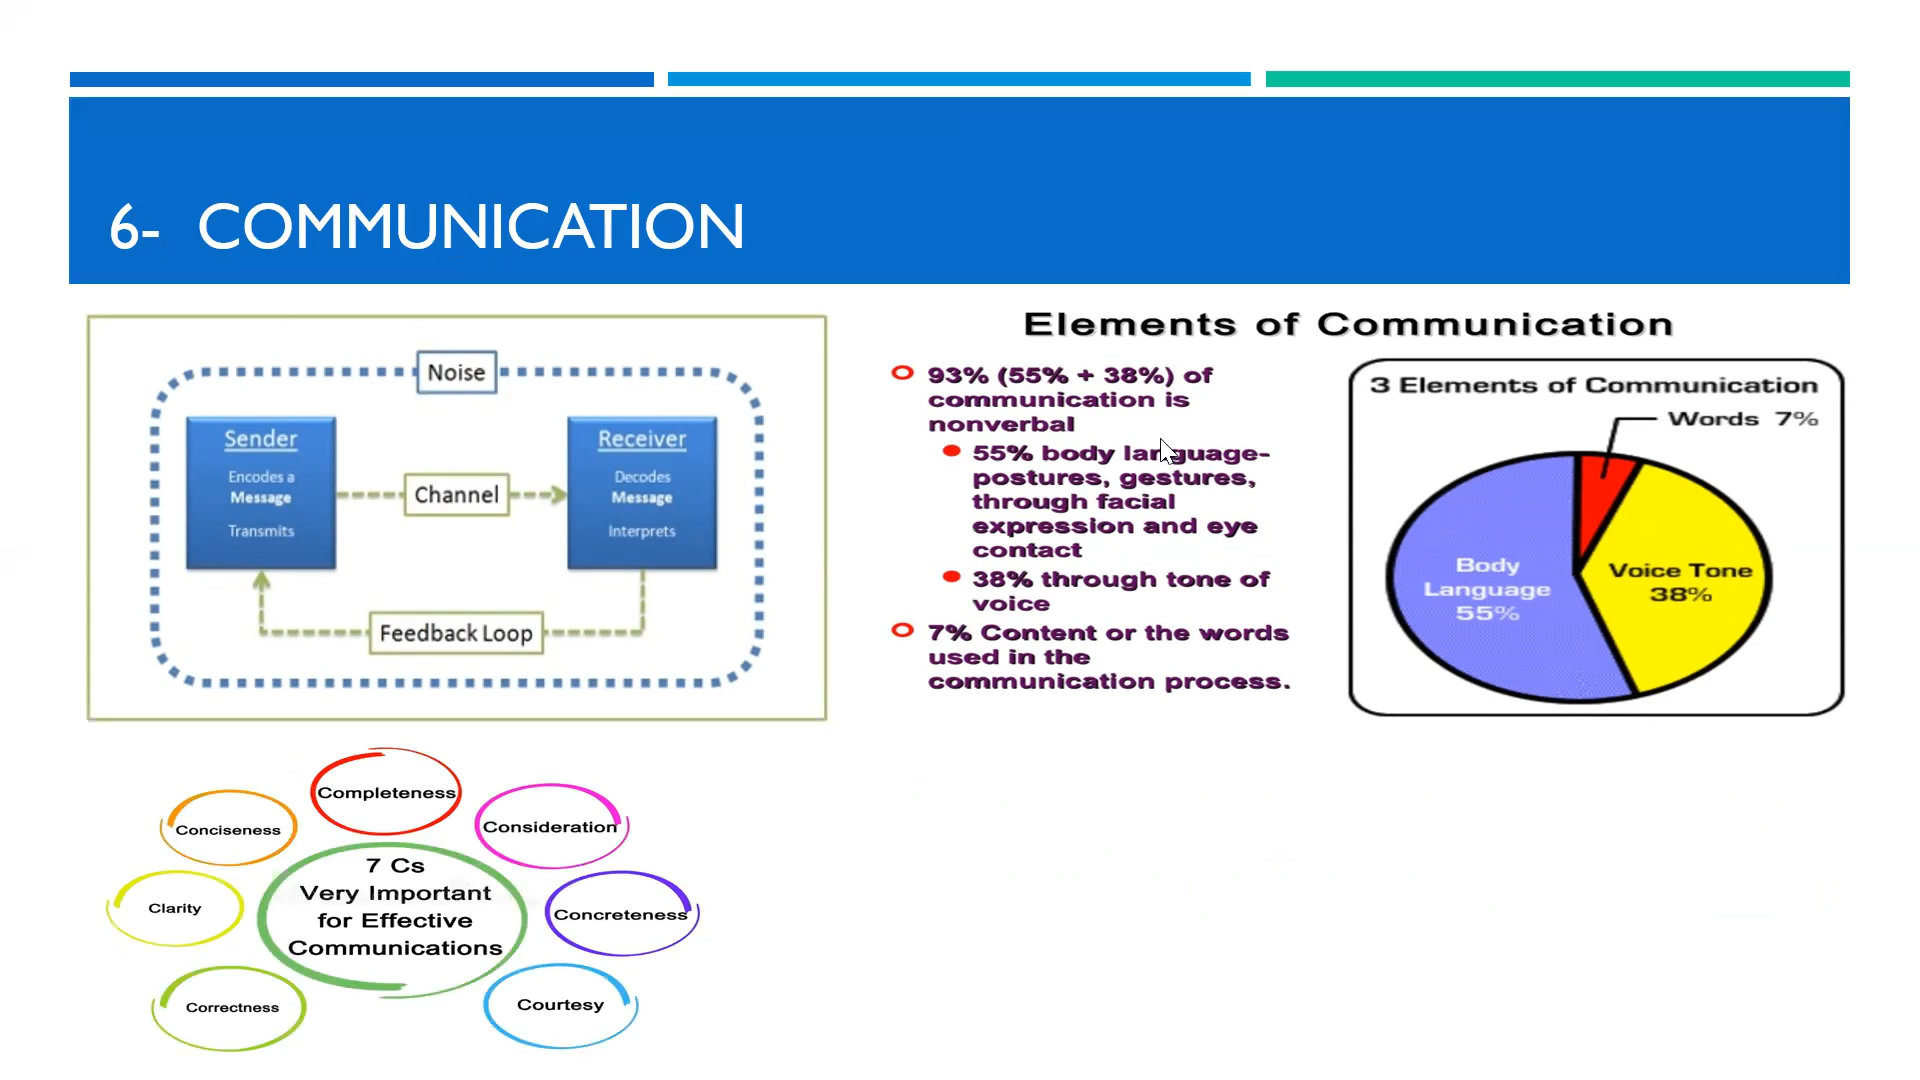 6- COMMUNICATION
Noise
Sender
Encodes a
Message
Transmits
Channel
Receiver
Decodes
Message
Interprets
Feedback Loop
Elements of Communication
93% (55% + 38%) of
communication is
nonverbal
55% body language-
postures, gestures,
through facial
expression and eye
contact
38% through tone of
voice
7% Content or the words
used in the
communication process.
3 Elements of Communication
Words 7%
Body
Language
55%
Voice Tone
38%
Completeness
Conciseness
Consideration
Clarity
7 Cs
Very Important
for Effective
Communications
Concreteness
Correctness
Courtesy